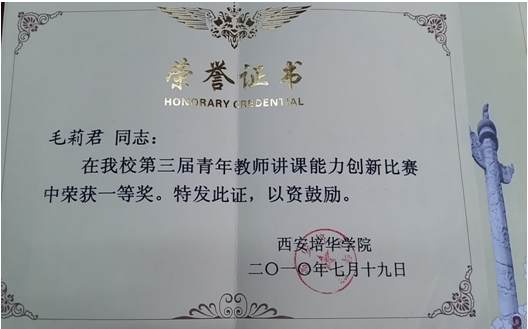 荣誉证书
HONORARY CREDENTIAL
毛莉君 同志：
在我校第三届青年教师讲课能力创新比赛
中荣获一等奖。特发此证，以资鼓励。
西安培华学院
二〇一〇年七月十九日